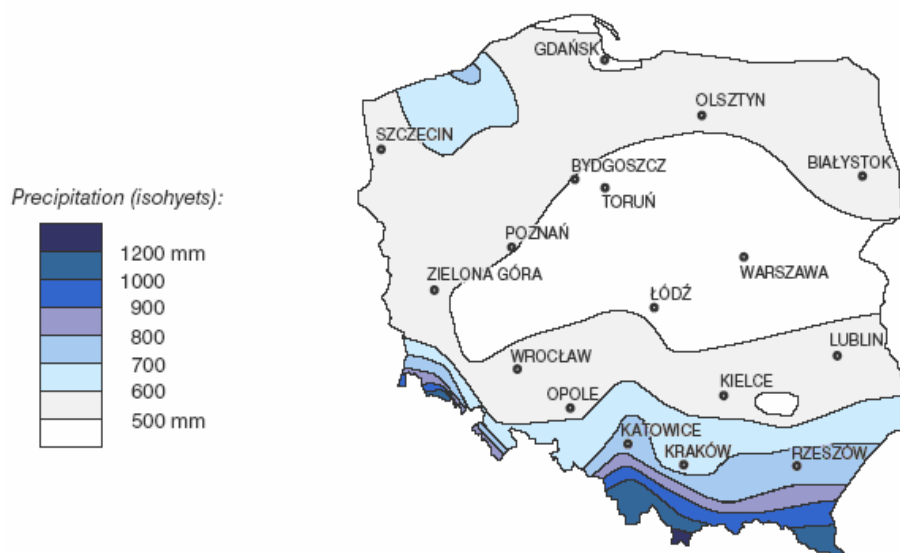 GDAŃSK
OLSZTYN
SZCZECIN
BYDGOSZCZ
BIAŁYSTOK
Precipitation (isohyets):
TORUŃ
POZNAŃ
1200 mm
WARSZAWA
ZIELONA GÓRA
1000
ŁÓDŹ
900
800
LUBLIN
WROCŁAW
700
KIELCE
600
OPOLE
500 mm
KATOWICE
KRAKÓW
RZESZÓW